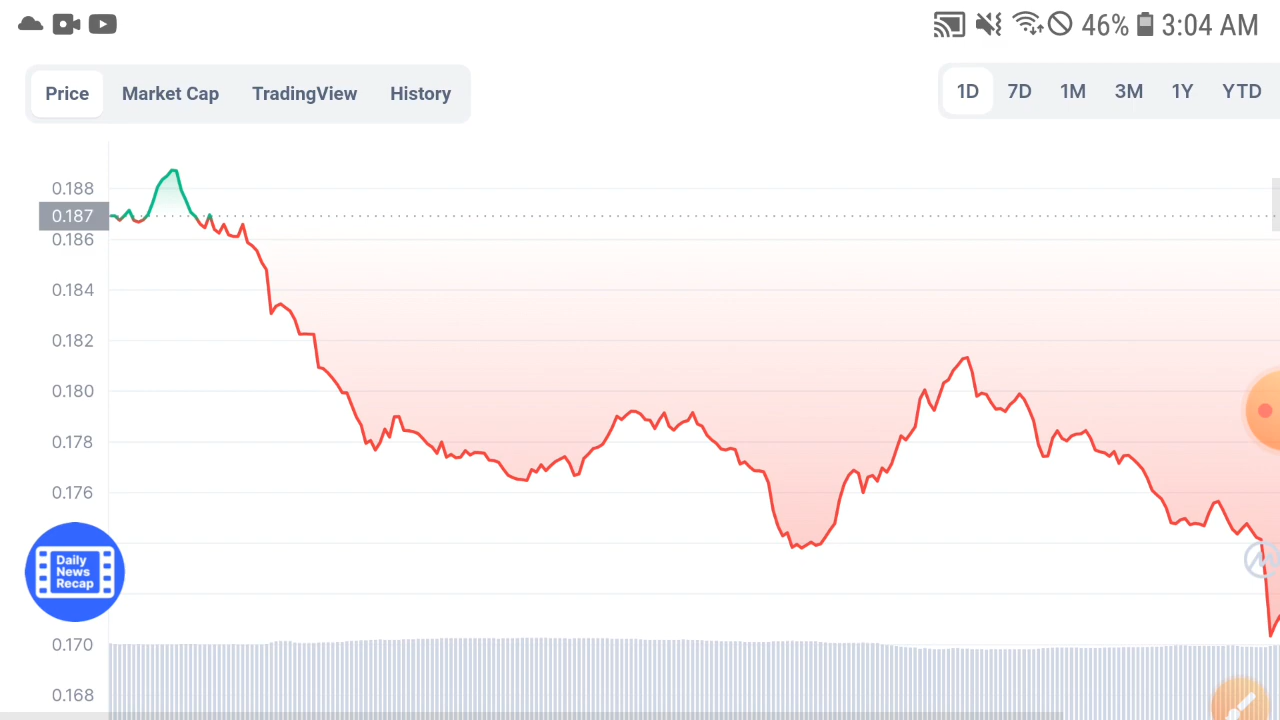 46% 3:04 AM
Price Market Cap TradingView History
1D 7D 1M 3M 1Y YTD
0.188
0.187
0.186
0.184
0.182
0.180
0.178
0.176
Daily
News
Recap
0.170
0.168